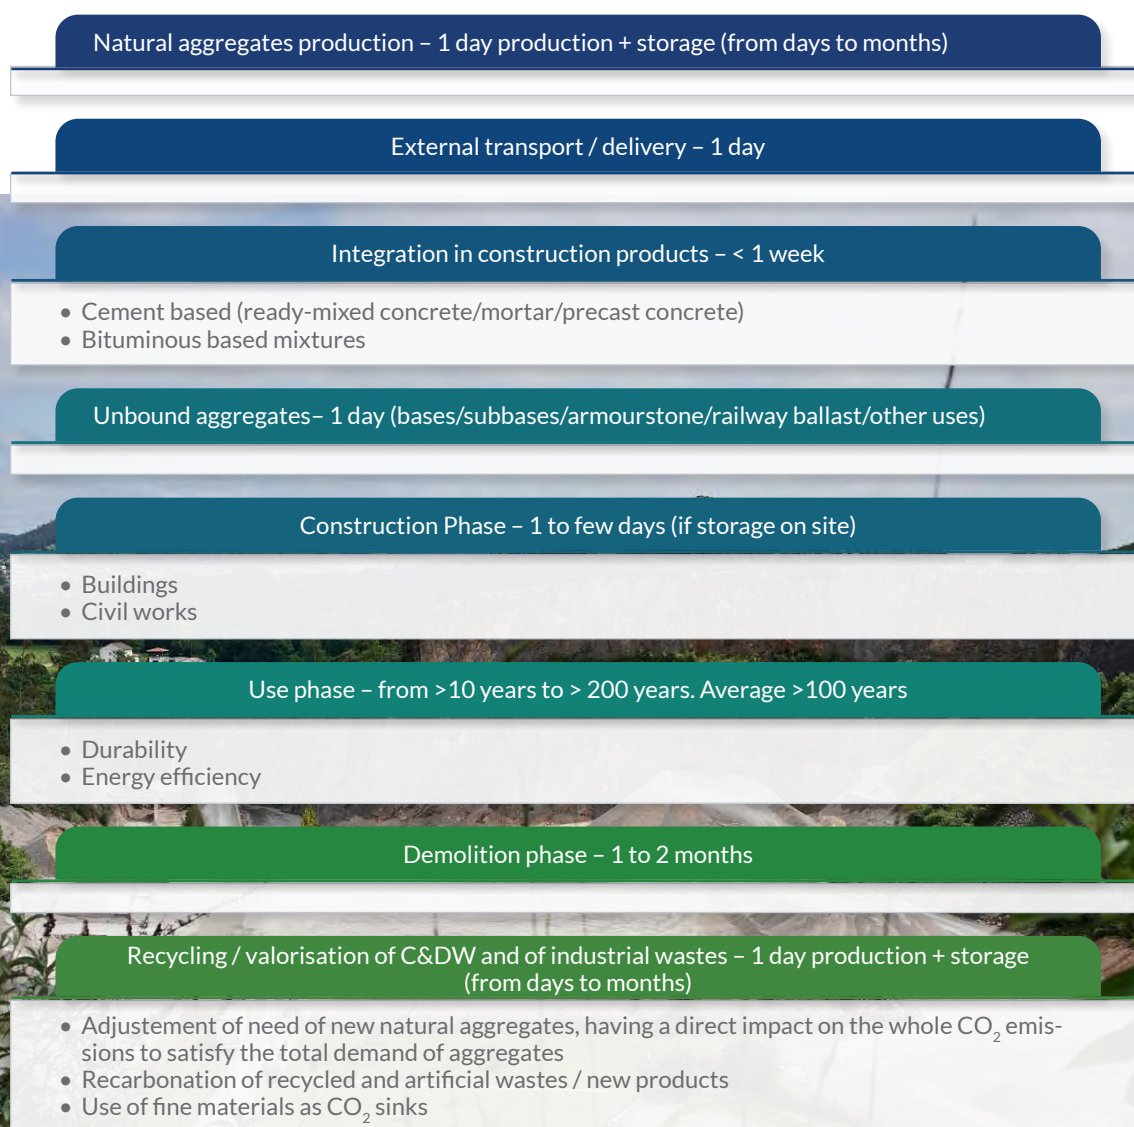 Natural aggregates production – 1 day production + storage (from days to months)
External transport / delivery – 1 day
Integration in construction products – < 1 week
• Cement based (ready-mixed concrete/mortar/precast concrete)
• Bituminous based mixtures
Unbound aggregates– 1 day (bases/subbases/armourstone/railway ballast/other uses)
Construction Phase – 1 to few days (if storage on site)
• Buildings
• Civil works
Use phase – from >10 years to > 200 years. Average >100 years
• Durability
• Energy efficiency
Demolition phase – 1 to 2 months
Recycling / valorisation of C&DW and of industrial wastes – 1 day production + storage
(from days to months)
• Adjustement of need of new natural aggregates, having a direct impact on the whole CO₂ emis-
sions to satisfy the total demand of aggregates
• Recarbonation of recycled and artificial wastes / new products
• Use of fine materials as CO₂ sinks